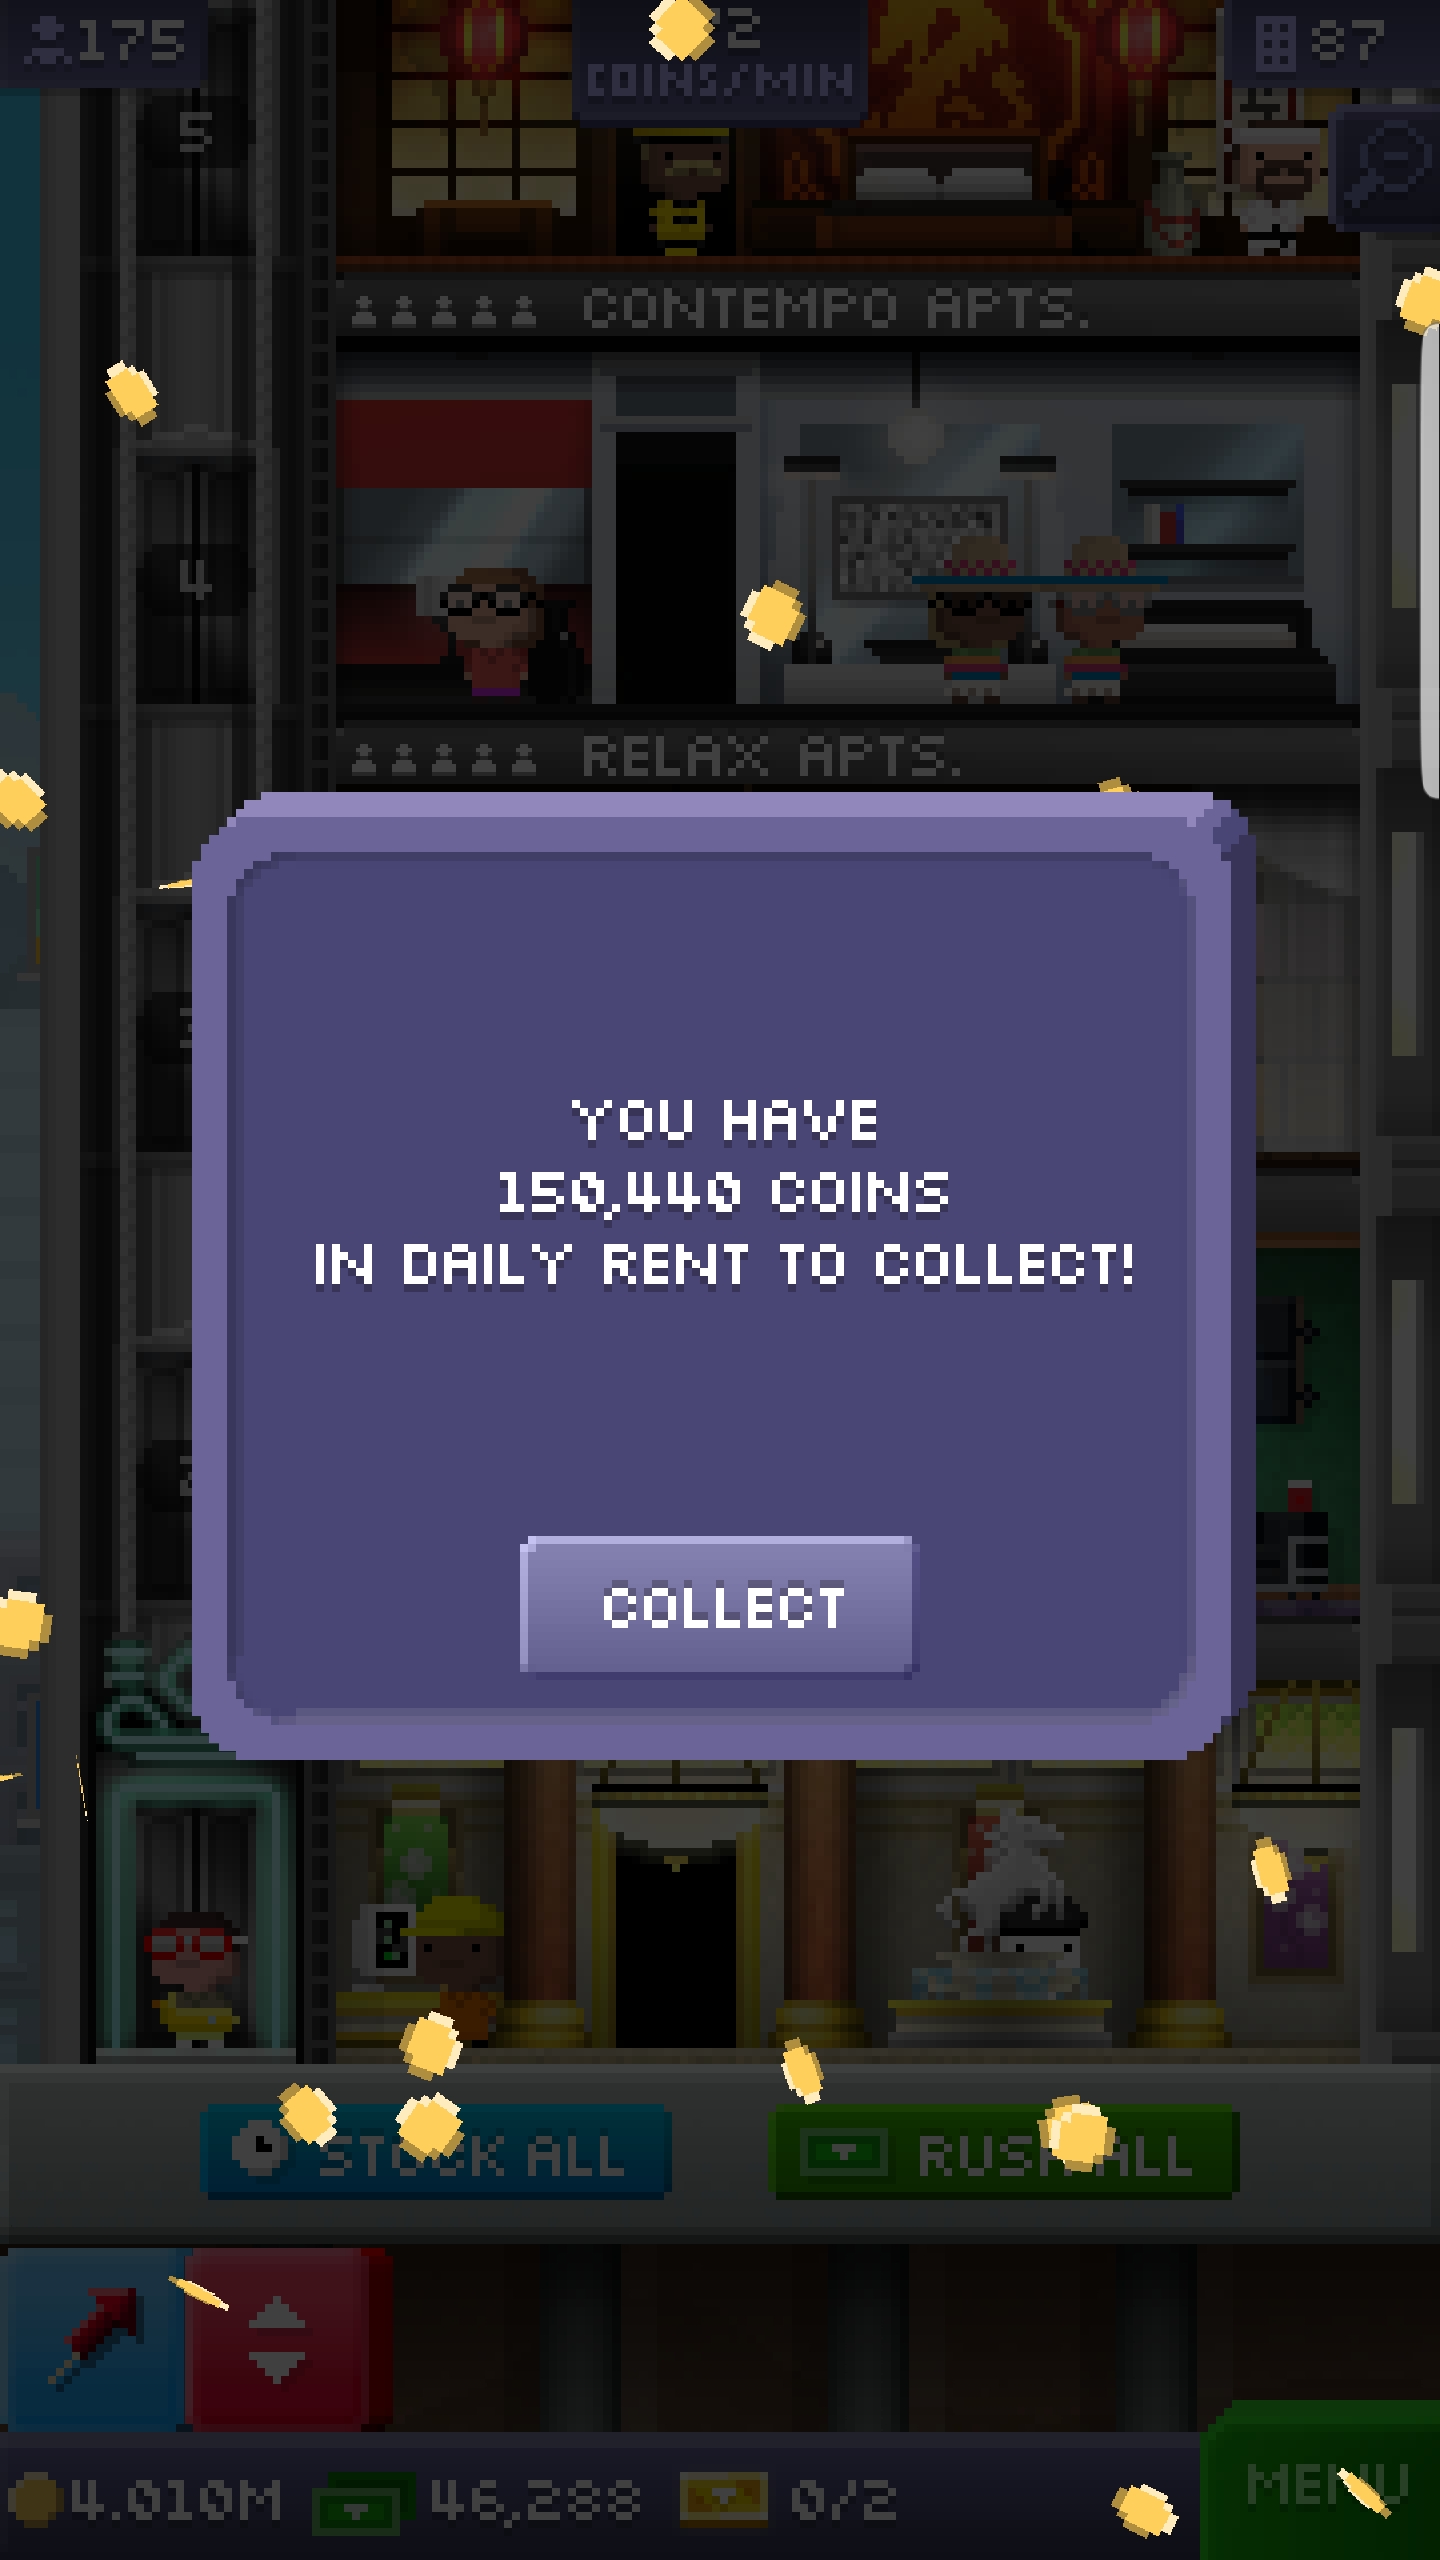 175
2
COINS/MIN
87
5
CONTEMPO APTS.
4
RELAX APTS.
YOU HAVE
150,440 COINS
IN DAILY RENT TO COLLECT!
COLLECT
STOCK ALL
RUSH ALL
4.010M
46,288
0/2
MENU